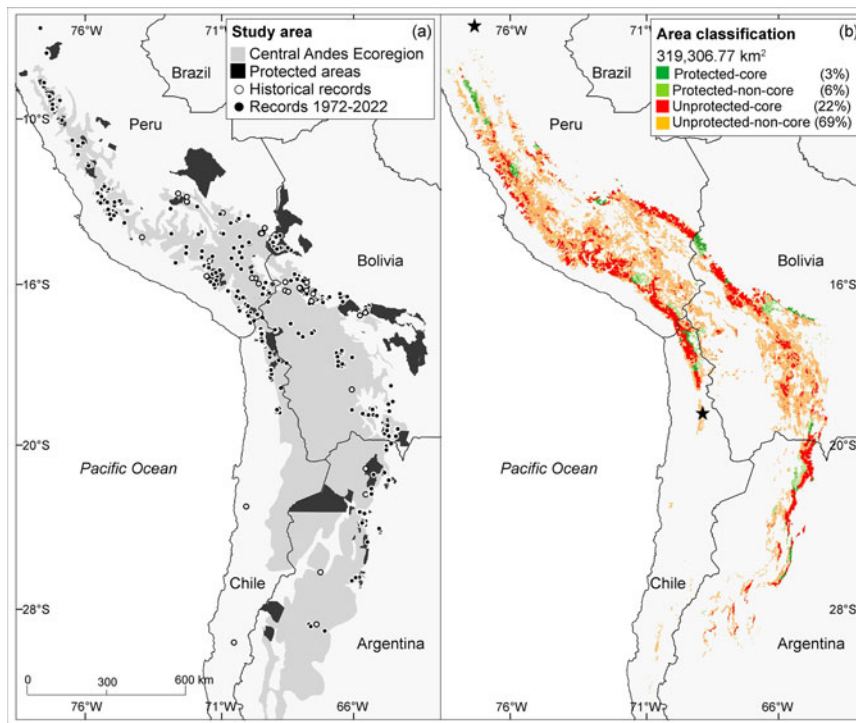 76°W 71°W 66°W
Study area (a)
Central Andes Ecoregion
Protected areas
Historical records
Records 1972-2022
Brazil
Peru
10°S
Bolivia
16°S
20°S
Pacific Ocean
28°S
Chile
Argentina
0 600 km
76°W 71°W 66°W
76°W 71°W
Area classification (b)
319,306.77 km²
Protected-core (3%)
Protected-non-core (6%)
Unprotected-core (22%)
Unprotected-non-core (69%)
Brazil
Peru
Bolivia
16°S
20°S
Pacific Ocean
28°S
Chile
Argentina
76°W 71°W 66°W